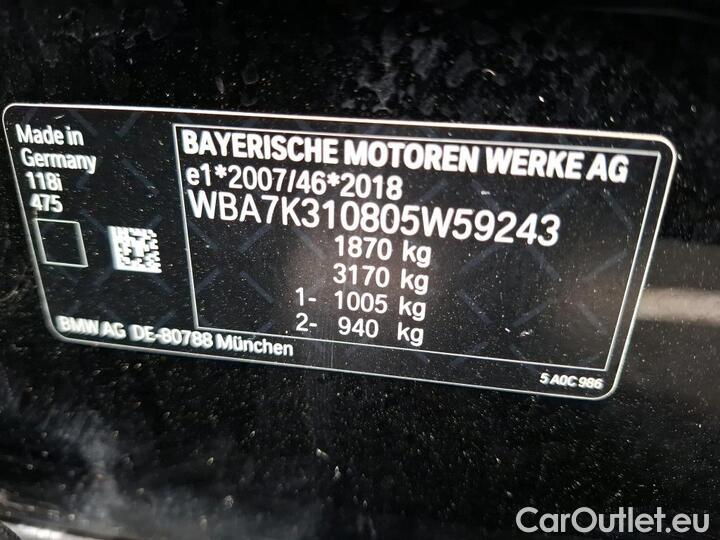 Made in
Germany
118i
475
BAYERISCHE MOTOREN WERKE AG
e1*2007/46*2018
WBA7K310805W59243
1870 kg
3170 kg
1- 1005 kg
2- 940 kg
BMW AG DE-80788 München
5 A0C 986
CarOutlet.eu